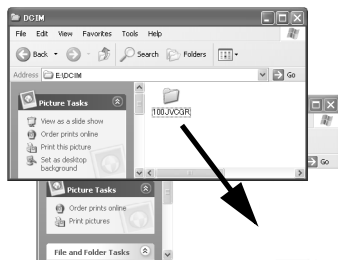 DCIM
File Edit View Favorites Tools Help
Back Search Folders
Address E:\DCIM Go
Picture Tasks
View as a slide show
Order prints online
Print this picture
Set as desktop
background
100JVCGR
Go
Picture Tasks
Order prints online
Print pictures
File and Folder Tasks